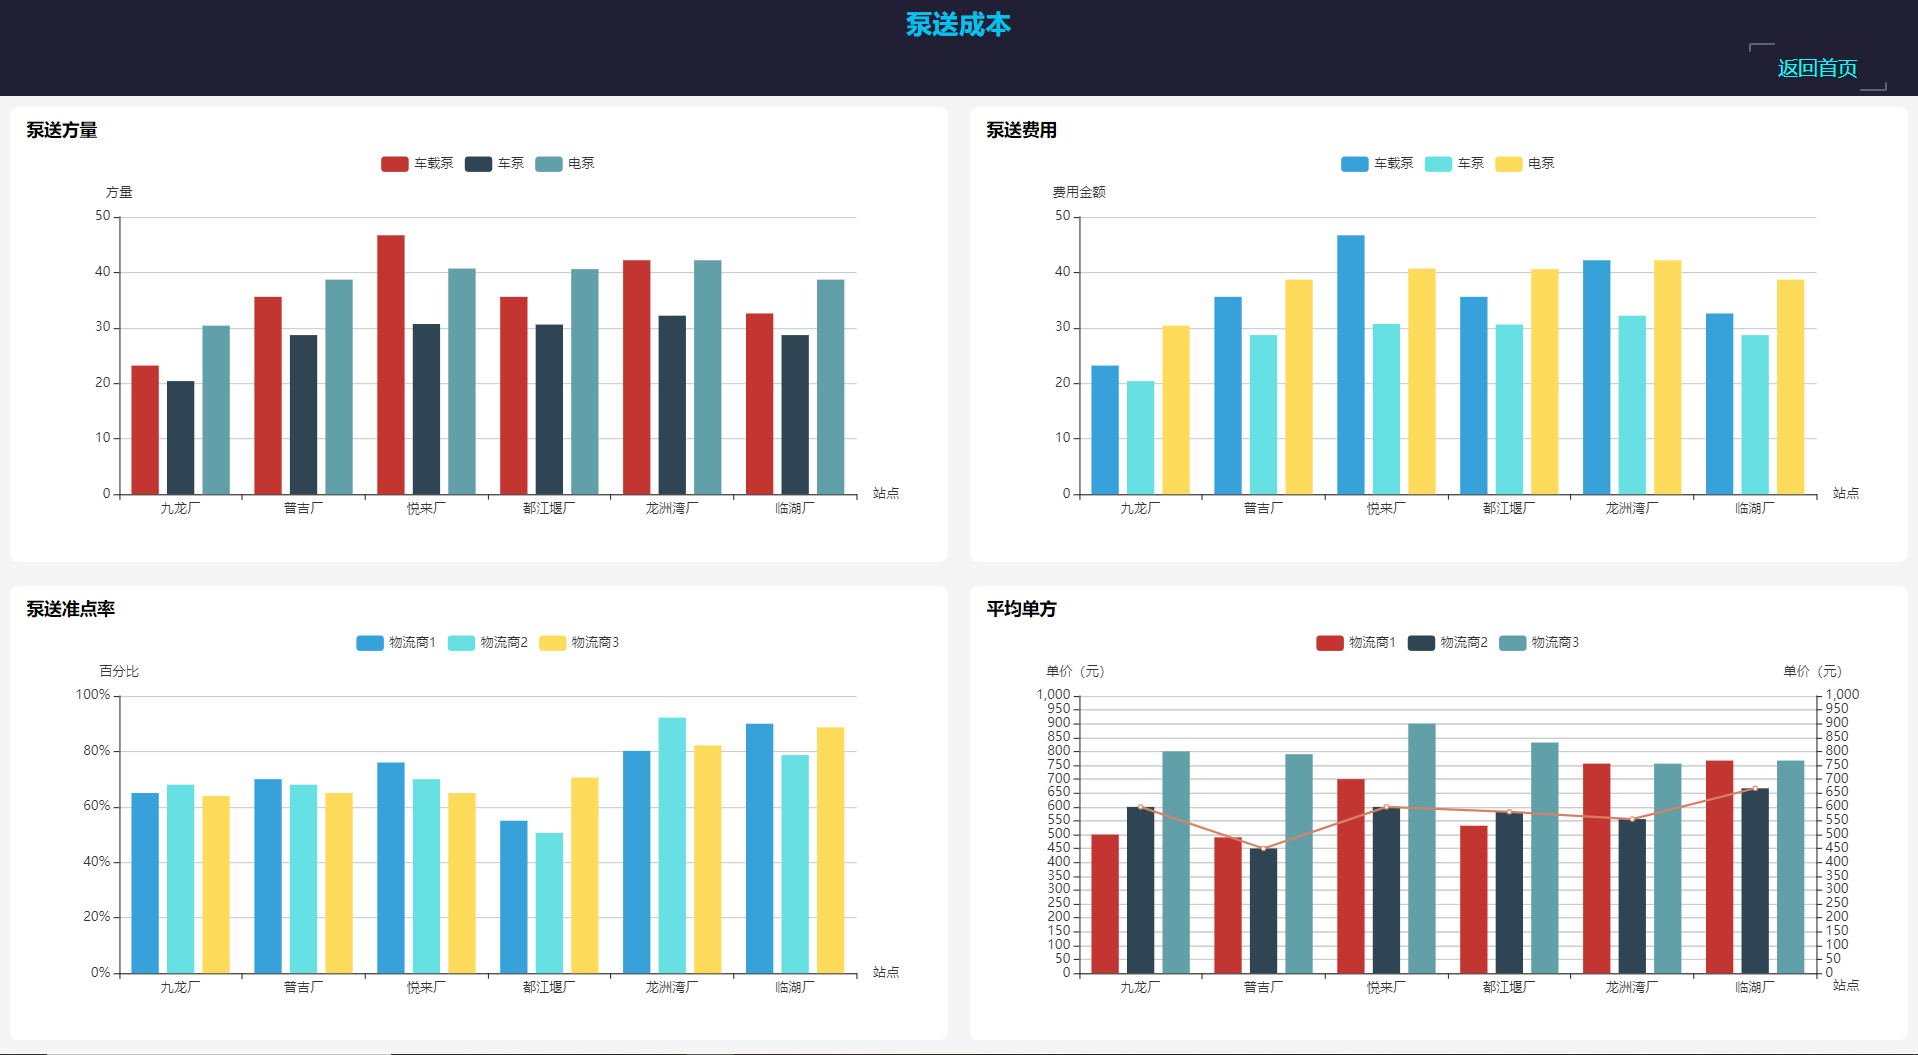 泵送成本
返回首页
泵送方量
车载泵 车泵 电泵
方量
50
40
30
20
10
0
九龙厂 普吉厂 悦来厂 都江堰厂 龙洲湾厂 临湖厂
站点
泵送费用
车载泵 车泵 电泵
费用金额
50
40
30
20
10
0
九龙厂 普吉厂 悦来厂 都江堰厂 龙洲湾厂 临湖厂
站点
泵送准点率
物流商1 物流商2 物流商3
百分比
100%
80%
60%
40%
20%
0%
九龙厂 普吉厂 悦来厂 都江堰厂 龙洲湾厂 临湖厂
站点
平均单方
物流商1 物流商2 物流商3
单价（元） 单价（元）
1,000 1,000
950 950
900 900
850 850
800 800
750 750
700 700
650 650
600 600
550 550
500 500
450 450
400 400
350 350
300 300
250 250
200 200
150 150
100 100
50 50
0 0
九龙厂 普吉厂 悦来厂 都江堰厂 龙洲湾厂 临湖厂
站点